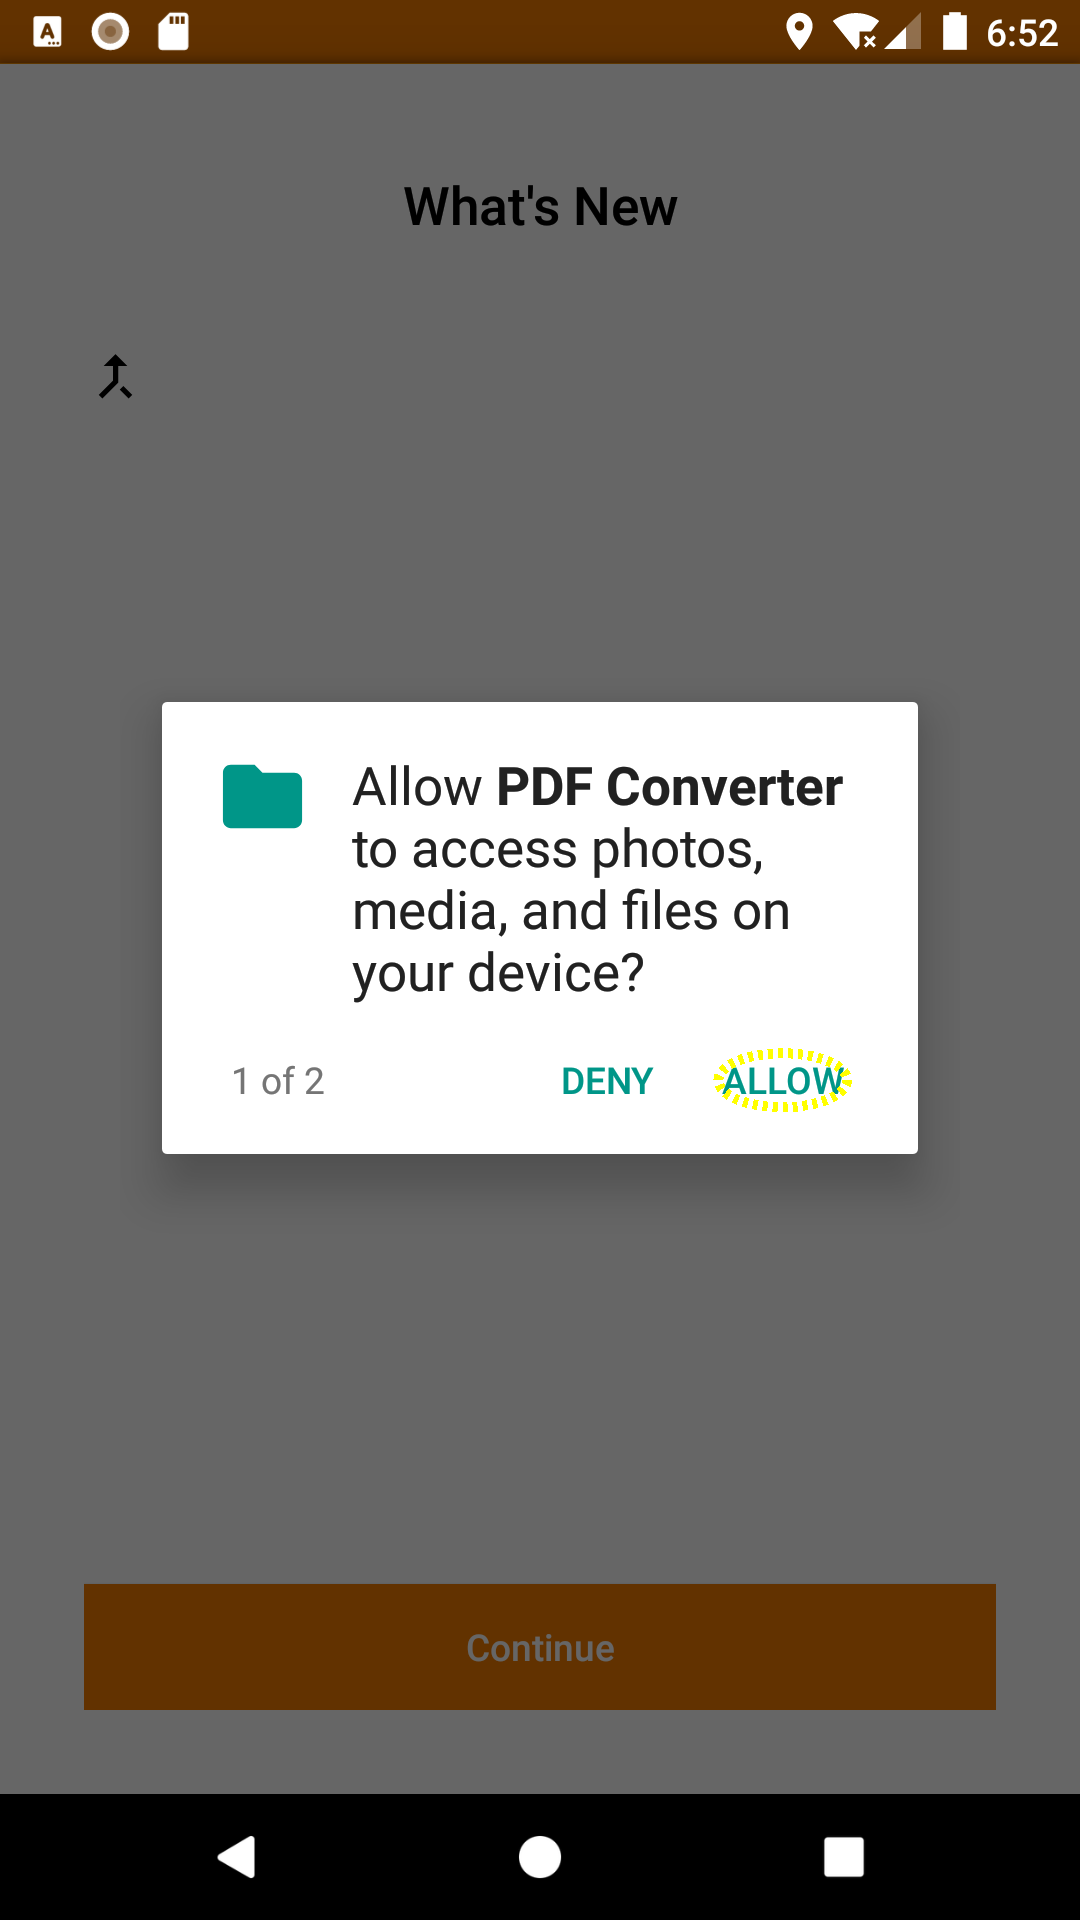 6:52
What's New
Allow PDF Converter
to access photos,
media, and files on
your device?
1 of 2
DENY
ALLOW
Continue